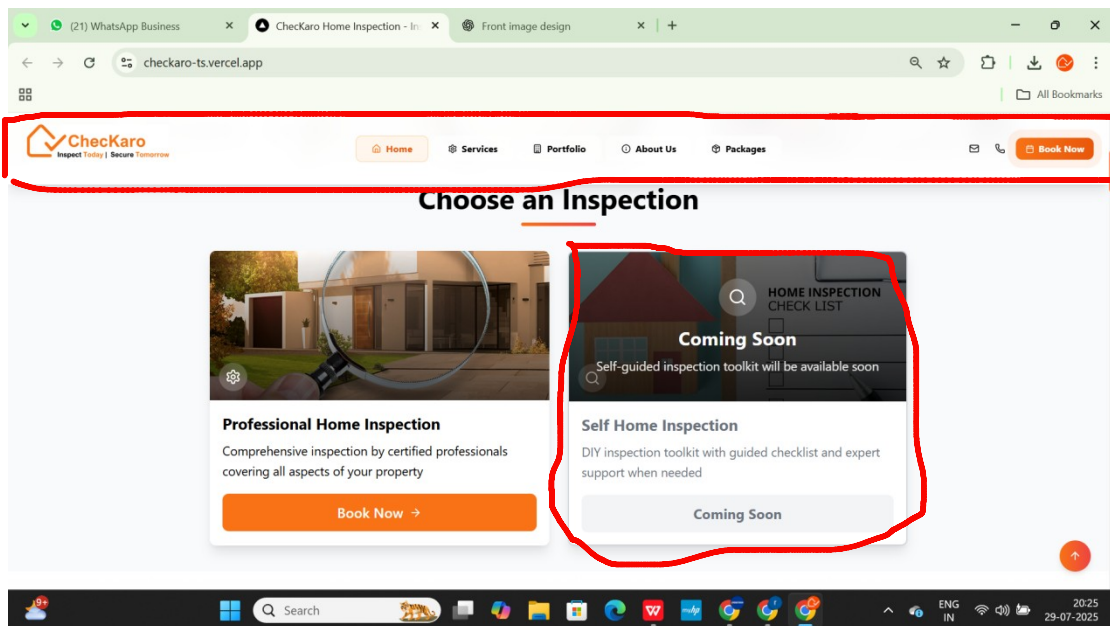 (21) WhatsApp Business
ChecKaro Home Inspection - In
Front image design
checkaro-ts.vercel.app
All Bookmarks
ChecKaro
Inspect Today | Secure Tomorrow
Home
Services
Portfolio
About Us
Packages
Book Now
Choose an Inspection
HOME INSPECTION
CHECK LIST
Coming Soon
Self-guided inspection toolkit will be available soon
Professional Home Inspection
Comprehensive inspection by certified professionals
covering all aspects of your property
Book Now →
Self Home Inspection
DIY inspection toolkit with guided checklist and expert
support when needed
Coming Soon
9+
Search
ENG
IN
20:25
29-07-2025